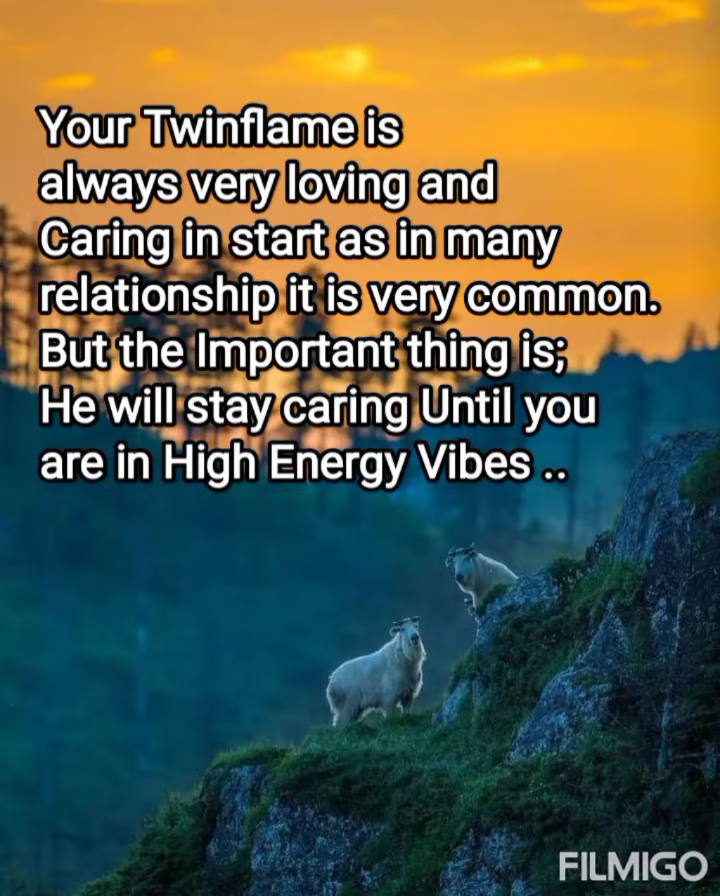 Your Twinflame is
always very loving and
Caring in start as in many
relationship it is very common.
But the Important thing is;
He will stay caring Until you
are in High Energy Vibes ..
FILMIGO